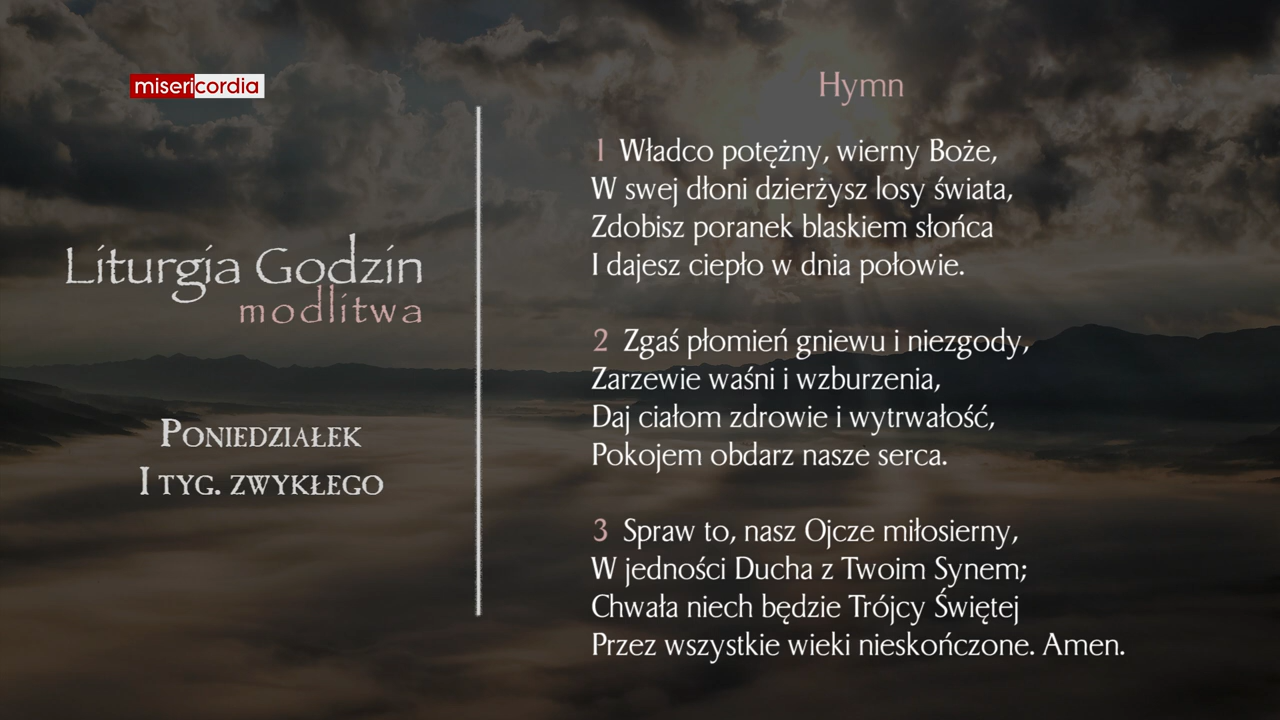 misericordia
Liturgia Godzin
modlitwa
Poniedziałek
I tyg. zwykłego
Hymn
1 Władco potężny, wierny Boże,
W swej dłoni dzierżysz losy świata,
Zdobisz poranek blaskiem słońca
I dajesz ciepło w dnia połowie.
2 Zgaś płomień gniewu i niezgody,
Zarzewie waśni i wzburzenia,
Daj ciałom zdrowie i wytrwałość,
Pokojem obdarz nasze serca.
3 Spraw to, nasz Ojcze miłosierny,
W jedności Ducha z Twoim Synem;
Chwała niech będzie Trójcy Świętej
Przez wszystkie wieki nieskończone. Amen.